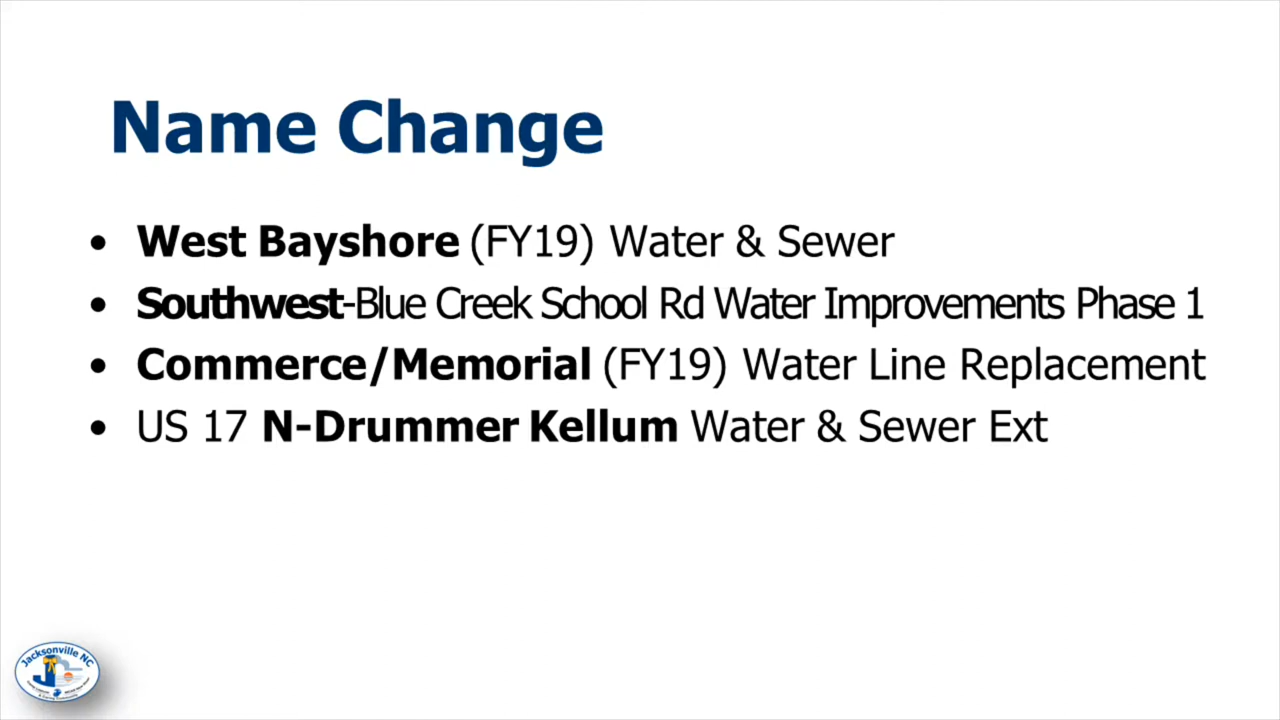 Name Change
• West Bayshore (FY19) Water & Sewer
• Southwest-Blue Creek School Rd Water Improvements Phase 1
• Commerce/Memorial (FY19) Water Line Replacement
• US 17 N-Drummer Kellum Water & Sewer Ext
Jacksonville NC